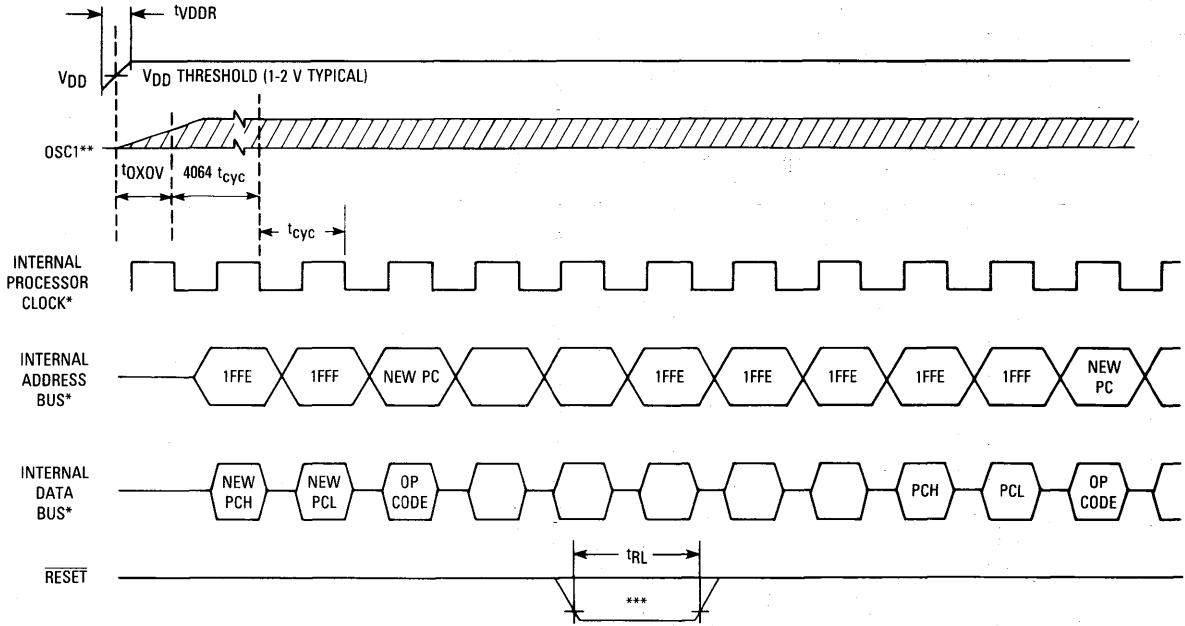 tVDDR
VDD
VDD THRESHOLD (1-2 V TYPICAL)
OSC1**
tOXOV
4064 tcyc
tcyc
INTERNAL
PROCESSOR
CLOCK*
INTERNAL
ADDRESS
BUS*
1FFE
1FFF
NEW PC
1FFE
1FFE
1FFE
1FFE
1FFF
NEW
PC
INTERNAL
DATA
BUS*
NEW
PCH
NEW
PCL
OP
CODE
PCH
PCL
OP
CODE
RESET
tRL
***